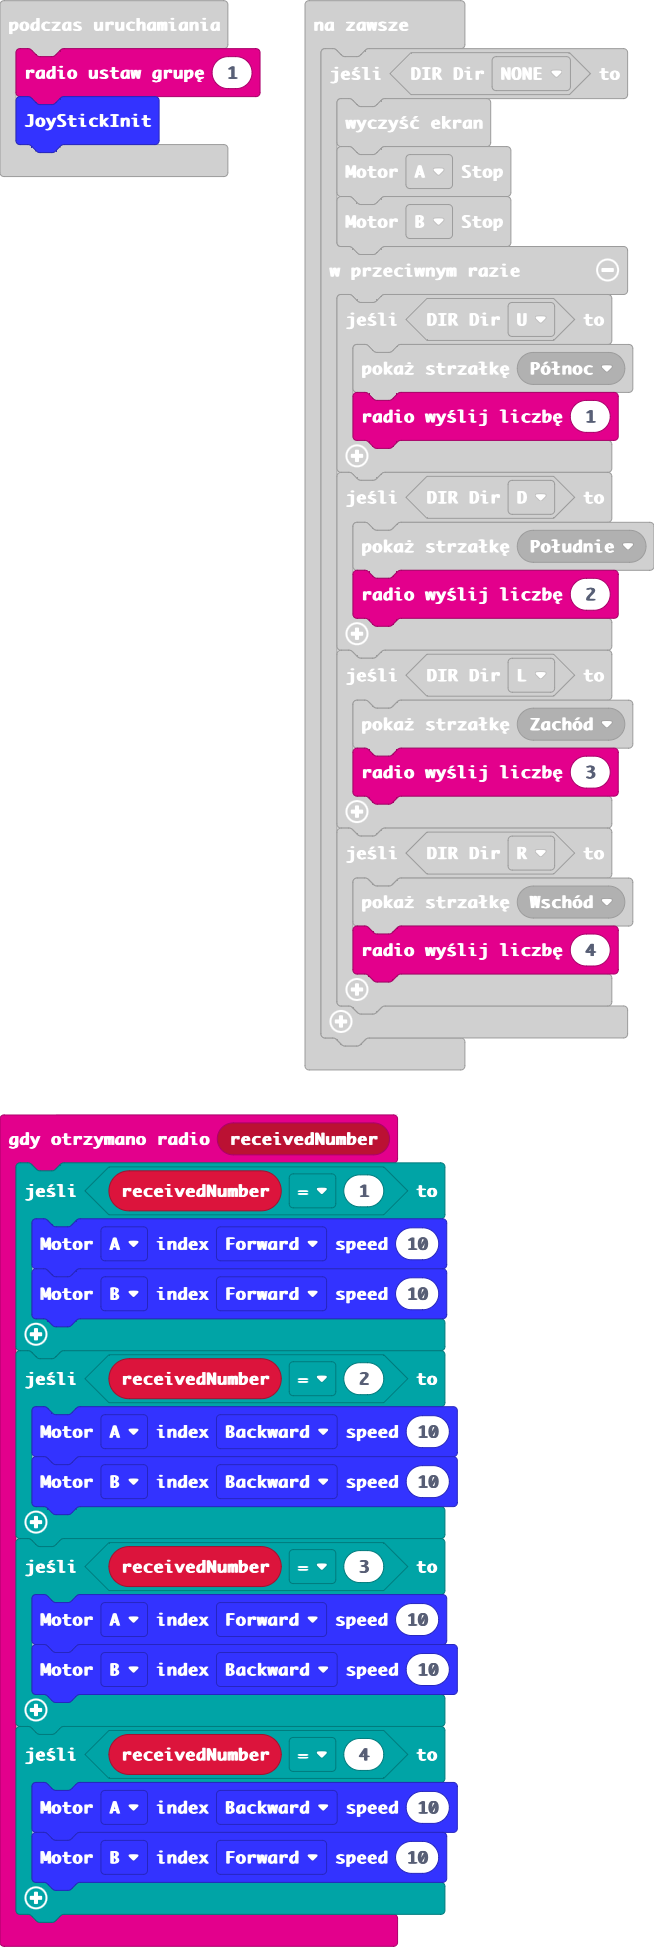 podczas uruchamiania
radio ustaw grupę 1
JoyStickInit
na zawsze
jeśli DIR Dir NONE to
wyczyść ekran
Motor A Stop
Motor B Stop
w przeciwnym razie
jeśli DIR Dir U to
pokaż strzałkę Północ
radio wyślij liczbę 1
jeśli DIR Dir D to
pokaż strzałkę Południe
radio wyślij liczbę 2
jeśli DIR Dir L to
pokaż strzałkę Zachód
radio wyślij liczbę 3
jeśli DIR Dir R to
pokaż strzałkę Wschód
radio wyślij liczbę 4
gdy otrzymano radio receivedNumber
jeśli receivedNumber = 1 to
Motor A index Forward speed 10
Motor B index Forward speed 10
jeśli receivedNumber = 2 to
Motor A index Backward speed 10
Motor B index Backward speed 10
jeśli receivedNumber = 3 to
Motor A index Forward speed 10
Motor B index Backward speed 10
jeśli receivedNumber = 4 to
Motor A index Backward speed 10
Motor B index Forward speed 10